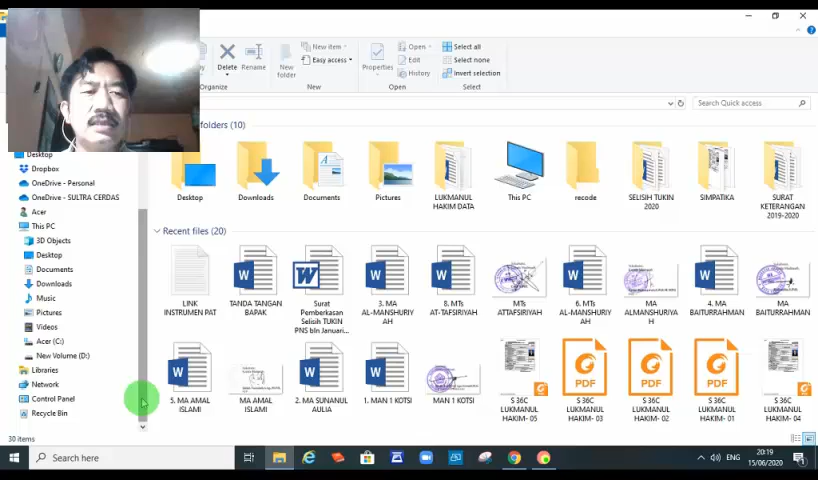 Delete
Rename
New
folder
New item
Easy access
Properties
Open
Edit
History
Select all
Select none
Invert selection
Organize
New
Open
Select
Search Quick access
folders (10)
Desktop
Dropbox
OneDrive - Personal
OneDrive - SULTRA CERDAS
Acer
This PC
3D Objects
Desktop
Documents
Downloads
Music
Pictures
Videos
Acer (C:)
New Volume (D:)
Libraries
Network
Control Panel
Recycle Bin
Desktop
Downloads
Documents
Pictures
LUKMANUL
HAKIM DATA
This PC
recode
SELISIH TUKIN
2020
SIMPATIKA
SURAT
KETERANGAN
2019-2020
Recent files (20)
LINK
INSTRUMEN PAT
TANDA TANGAN
BAPAK
Surat
Pemberkasan
Selisih TUKIN
PNS bln Januari...
3. MA
AL-MANSHURIY
AH
8. MTs
AT-TAFSIRIYAH
MTs
ATTAFSIRIYAH
6. MTs
AL-MANSHURIY
AH
MA
ALMANSHURIYA
H
4. MA
BAITURRAHMAN
MA
BAITURRAHMAN
5. MA AMAL
ISLAMI
MA AMAL
ISLAMI
2. MA SUNANUL
AULIA
1. MAN 1 KOTSI
MAN 1 KOTSI
S 36C
LUKMANUL
HAKIM- 05
PDF
S 36C
LUKMANUL
HAKIM- 03
PDF
S 36C
LUKMANUL
HAKIM- 02
PDF
S 36C
LUKMANUL
HAKIM- 01
S 36C
LUKMANUL
HAKIM- 04
30 items
Search here
ENG
20:19
15/06/2020